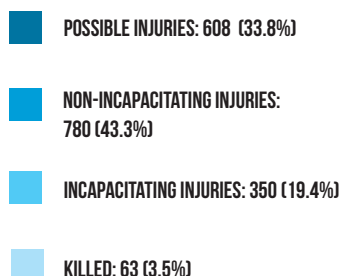 POSSIBLE INJURIES: 608 (33.8%)
NON-INCAPACITATING INJURIES:
780 (43.3%)
INCAPACITATING INJURIES: 350 (19.4%)
KILLED: 63 (3.5%)